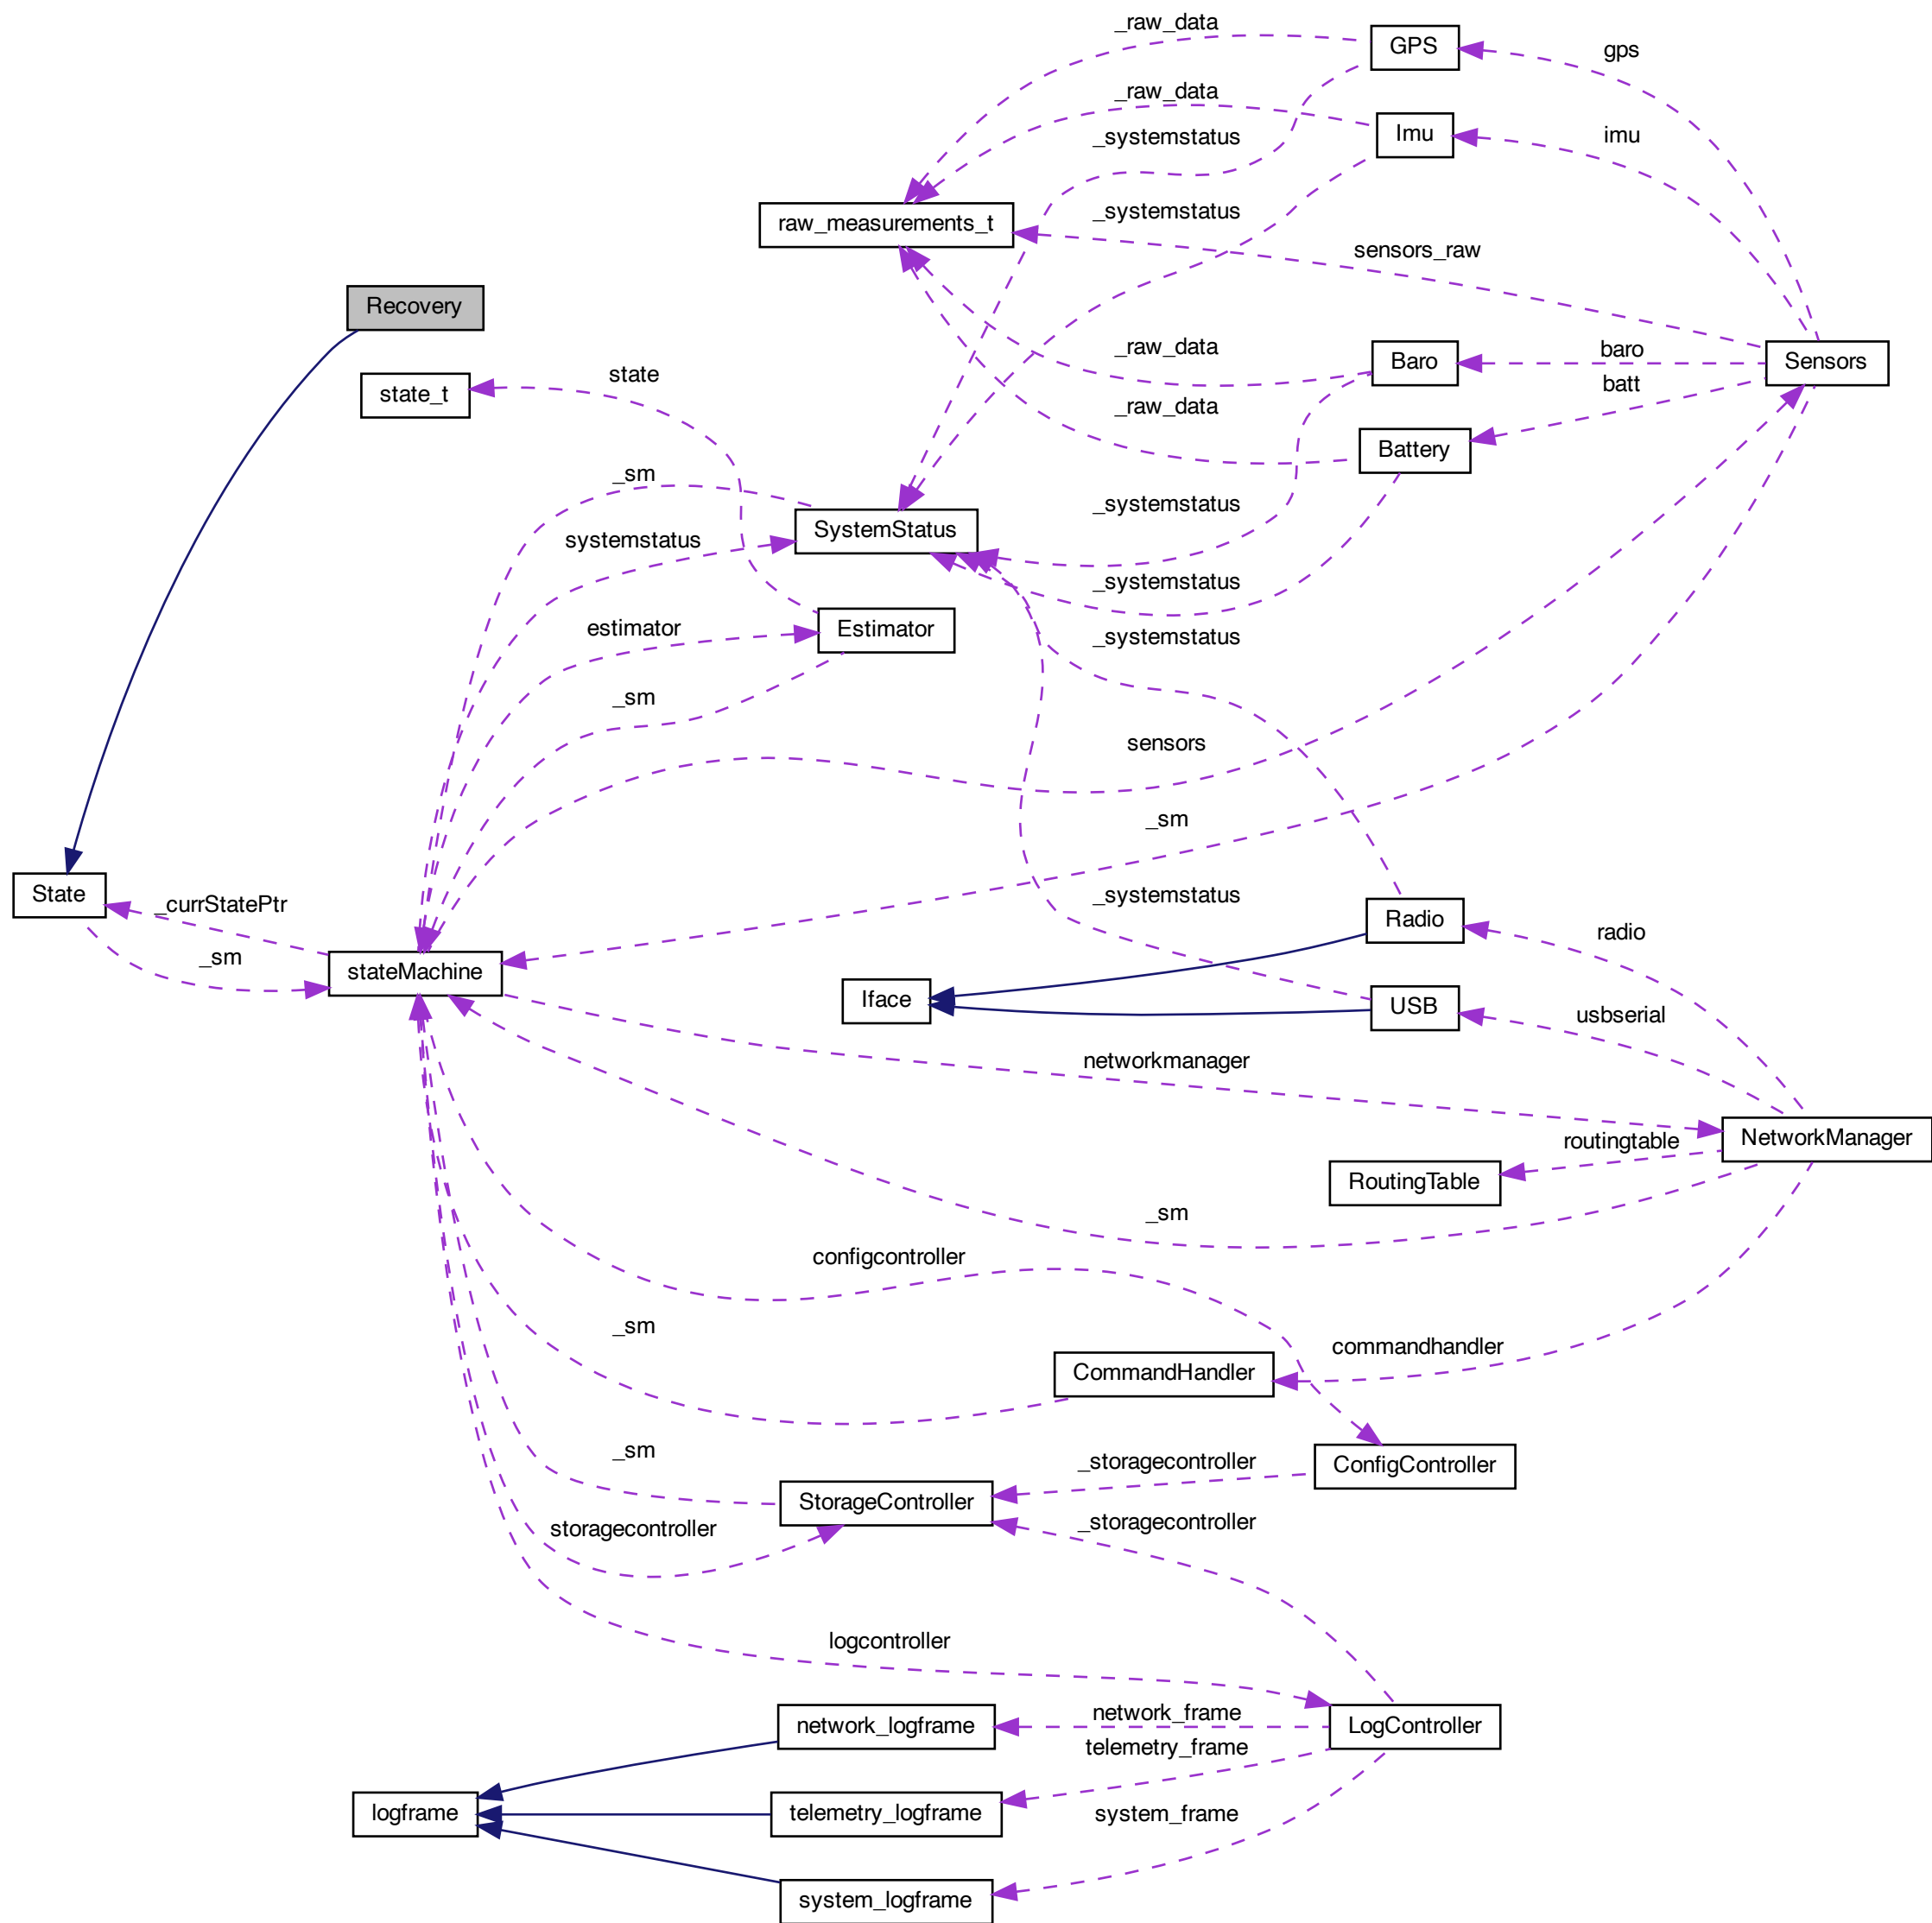 _raw_data
GPS
gps
_raw_data
Imu
imu
_systemstatus
_systemstatus
raw_measurements_t
sensors_raw
Recovery
_raw_data
Baro
baro
Sensors
state
state_t
batt
_raw_data
Battery
_sm
_systemstatus
SystemStatus
systemstatus
_systemstatus
estimator
Estimator
_systemstatus
_sm
sensors
_sm
State
_currStatePtr
_systemstatus
Radio
radio
_sm
stateMachine
Iface
USB
usbserial
networkmanager
NetworkManager
routingtable
RoutingTable
_sm
configcontroller
_sm
commandhandler
CommandHandler
_sm
_storagecontroller
ConfigController
StorageController
storagecontroller
_storagecontroller
logcontroller
network_frame
network_logframe
LogController
telemetry_frame
logframe
telemetry_logframe
system_frame
system_logframe